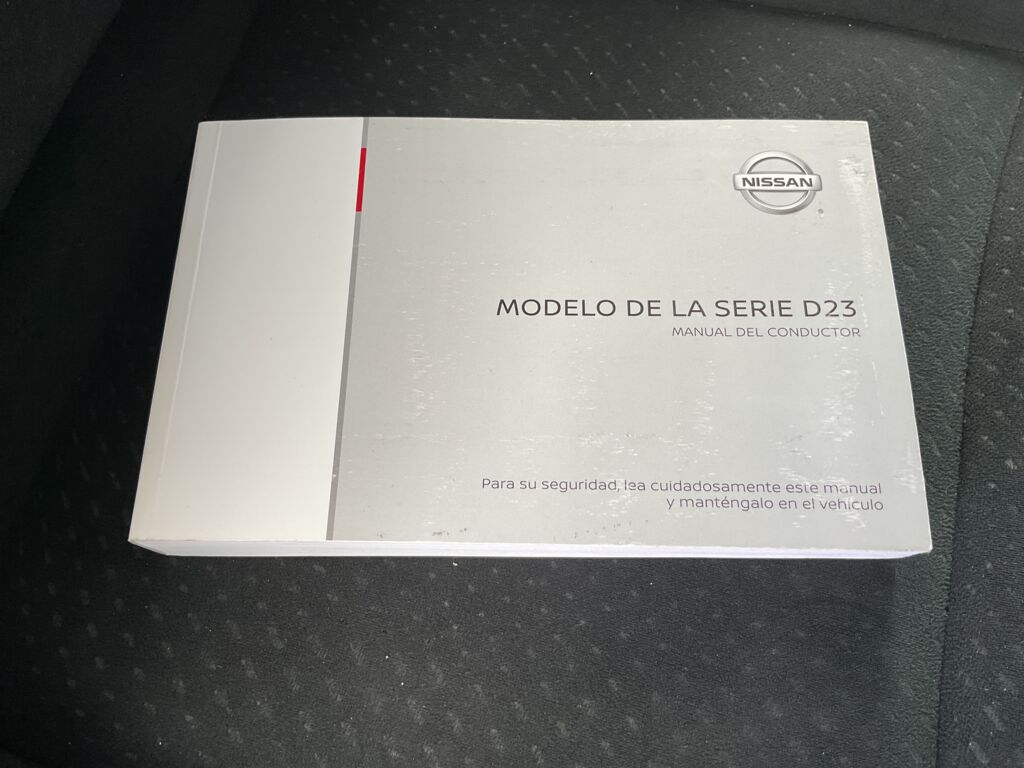 NISSAN
MODELO DE LA SERIE D23
MANUAL DEL CONDUCTOR
Para su seguridad, lea cuidadosamente este manual
y manténgalo en el vehículo